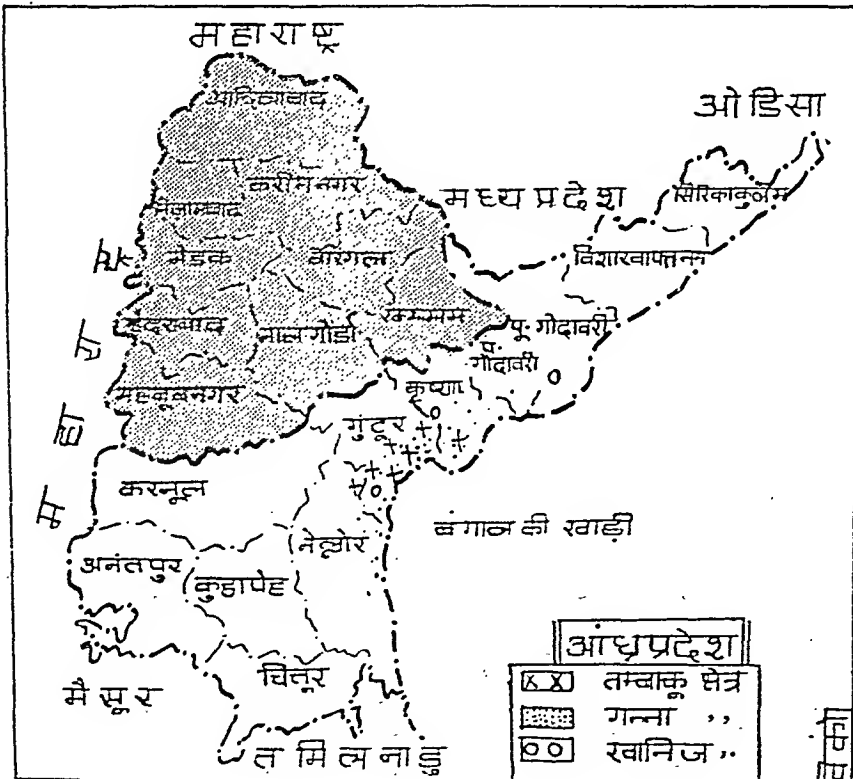 महाराष्ट्र
ओडिसा
आदिलाबाद
करीमनगर
मध्य प्रदेश
सिरिकाकुलम
निजामबाद
मेडक
वारंगल
विशाखापत्तनम
हैदराबाद
नालगोंडा
खम्मम
पू. गोदावरी
प. गोदावरी
महबूबनगर
कृष्णा
गुंटूर
करनूल
बंगाल की खाड़ी
नेल्लोर
अनंतपुर
कुडापेह
आंध्रप्रदेश
चित्तूर
तम्बाकू क्षेत्र
मैसूर
गन्ना ,,
खानिज ,,
तमिलनाडु